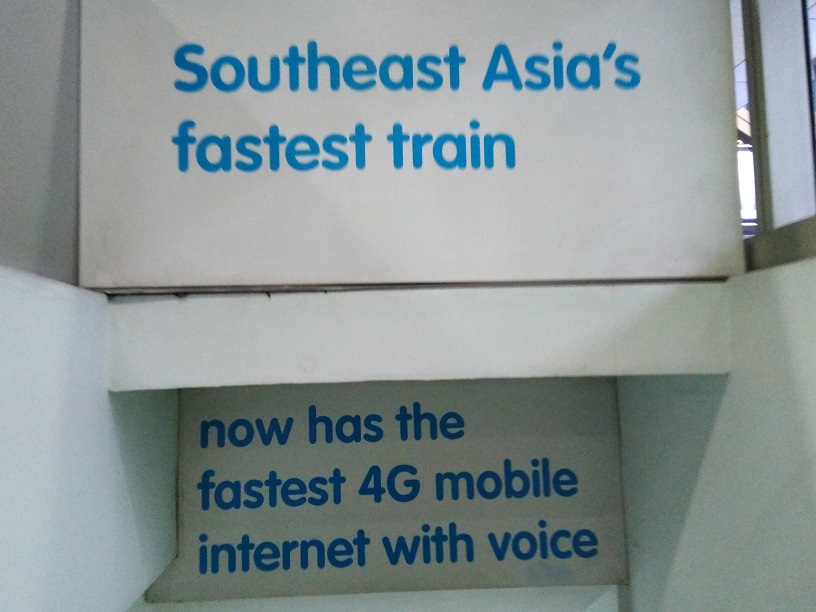 Southeast Asia's
fastest train
now has the
fastest 4G mobile
internet with voice